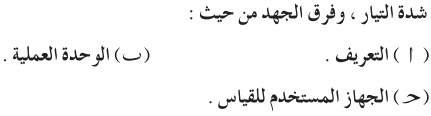 شدة التيار ، وفرق الجهد من حيث :
( ا ) التعريف . (ب) الوحدة العملية .
(حـ) الجهاز المستخدم للقياس .